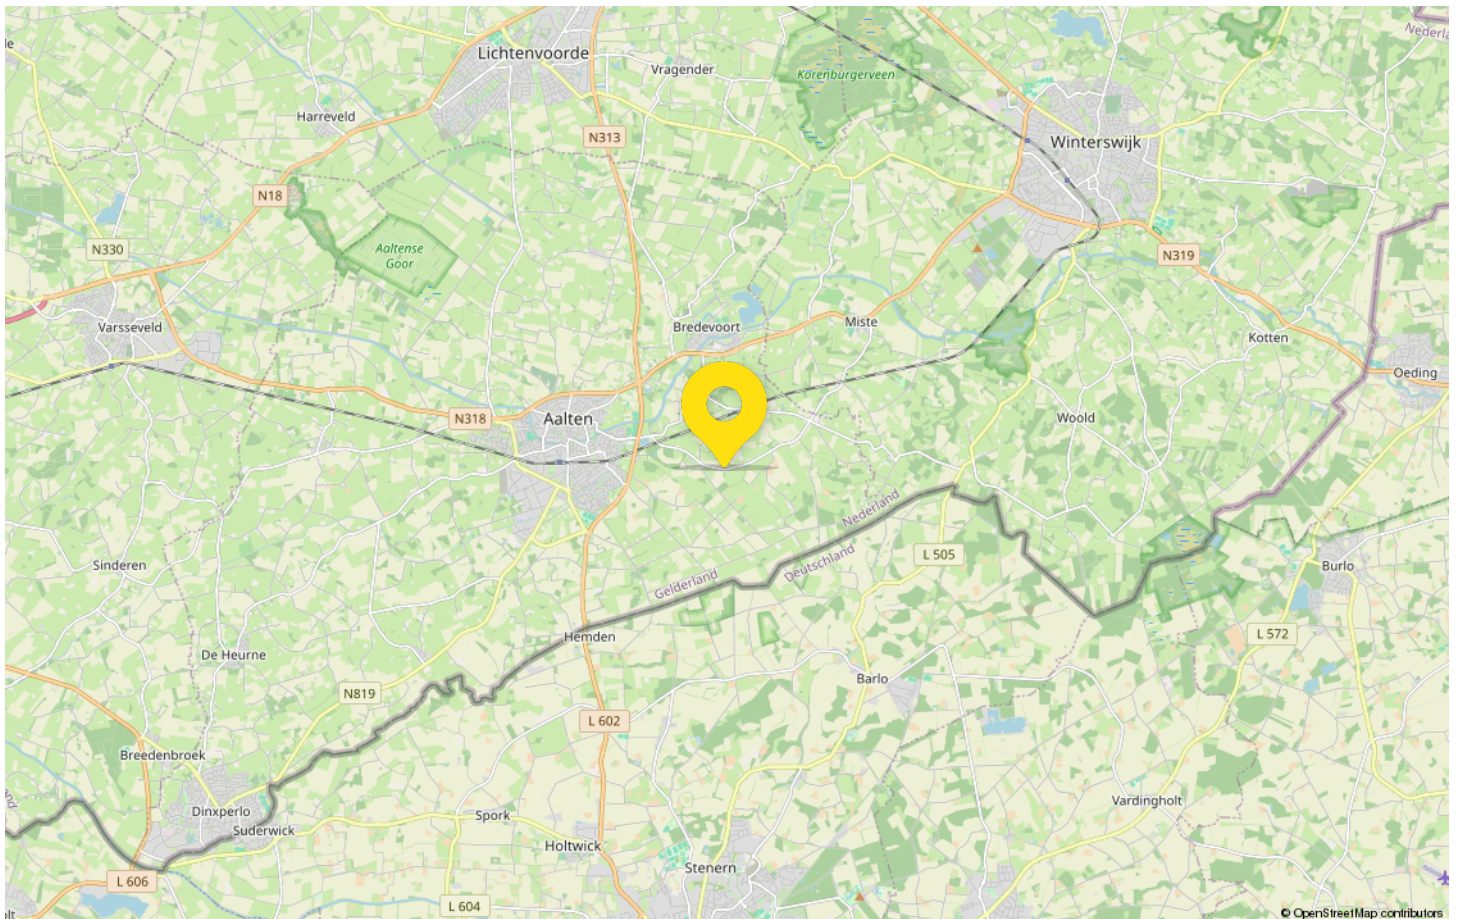 Lichtenvoorde
Vragender
Korenburgerveen
Nederla
le
Harreveld
N313
Winterswijk
N18
Aaltense
Goor
N330
N319
Varsseveld
Bredevoort
Miste
Kotten
Oeding
N318
Aalten
Woold
Nederland
Deutschland
Gelderland
L 505
Sinderen
Burlo
Hemden
L 572
De Heurne
N819
Barlo
L 602
Breedenbroek
Dinxperlo
Suderwick
Spork
Vardingholt
Holtwick
Stenern
L 606
L 604
olt
© OpenStreetMap contributors